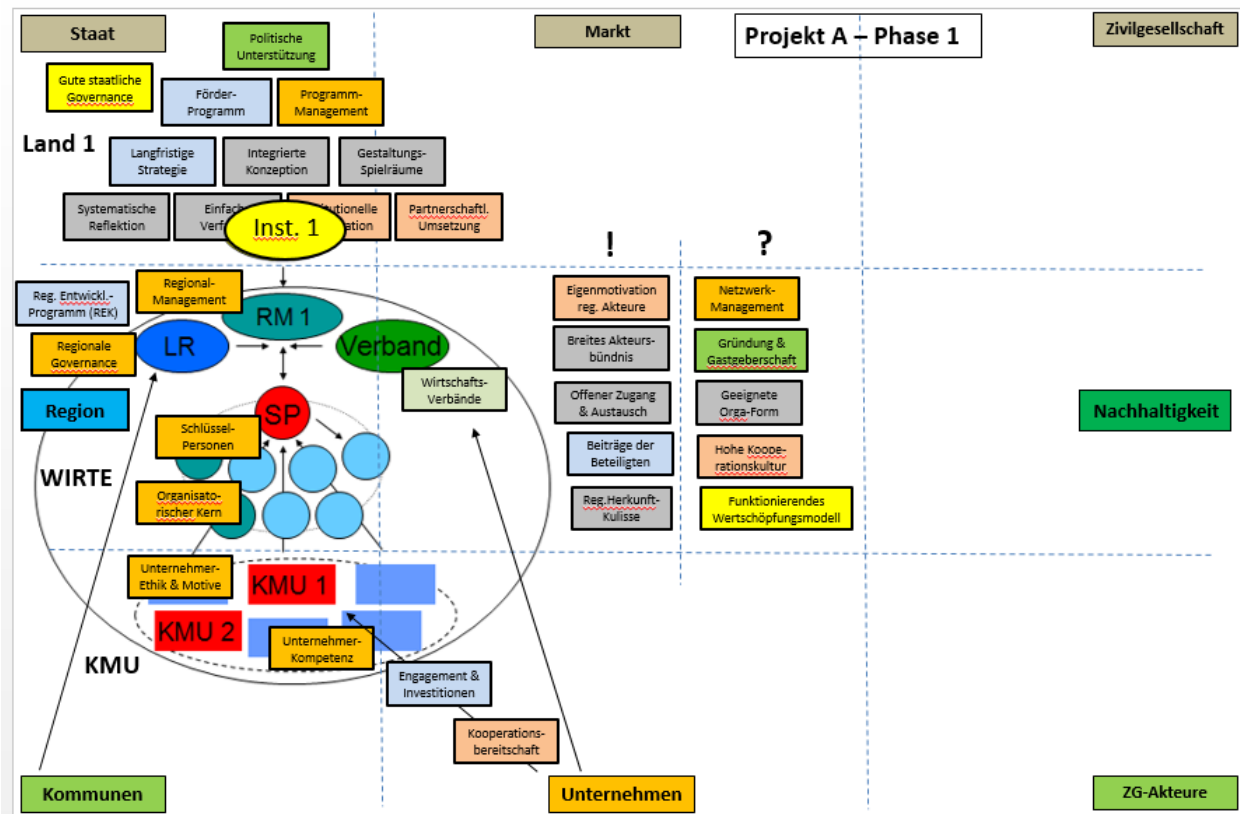 Staat
Markt
Projekt A – Phase 1
Zivilgesellschaft
Politische
Unterstützung
Gute staatliche
Governance
Förder-
Programm
Programm-
Management
Land 1
Langfristige
Strategie
Integrierte
Konzeption
Gestaltungs-
Spielräume
Systematische
Reflektion
Einfach
Verf
utionelle
ation
Partnerschaftl.
Umsetzung
Inst. 1
!
?
Reg. Entwickl.-
Programm (REK)
Regional-
Management
RM 1
LR
Verband
Regionale
Governance
Wirtschafts-
Verbände
Region
SP
Schlüssel-
Personen
WIRTE
Organisato-
rischer Kern
Eigenmotivation
reg. Akteure
Netzwerk-
Management
Breites Akteurs-
bündnis
Gründung &
Gastgeberschaft
Offener Zugang
& Austausch
Geeignete
Orga-Form
Beiträge der
Beteiligten
Hohe Koope-
rationskultur
Reg.Herkunft-
Kulisse
Funktionierendes
Wertschöpfungsmodell
Nachhaltigkeit
Unternehmer-
Ethik & Motive
KMU 1
KMU 2
Unternehmer-
Kompetenz
KMU
Engagement &
Investitionen
Kooperations-
bereitschaft
Kommunen
Unternehmen
ZG-Akteure